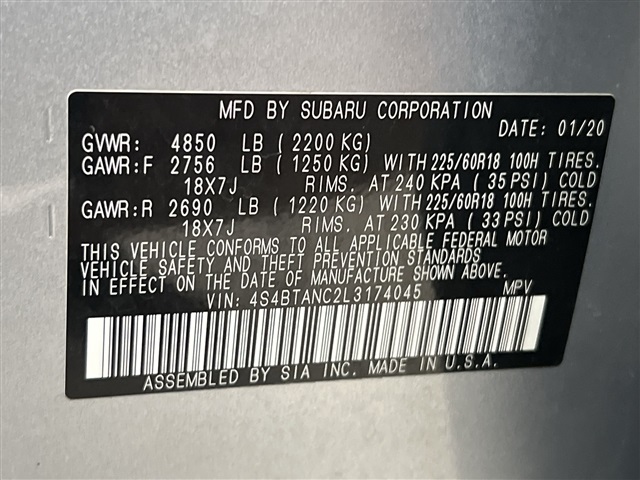 MFD BY SUBARU CORPORATION
DATE: 01/20
GVWR: 4850 LB (2200 KG)
GAWR:F 2756 LB (1250 KG) WITH 225/60R18 100H TIRES.
18X7J RIMS. AT 240 KPA (35 PSI) COLD
GAWR:R 2690 LB (1220 KG) WITH 225/60R18 100H TIRES.
18X7J RIMS. AT 230 KPA (33 PSI) COLD
THIS VEHICLE CONFORMS TO ALL APPLICABLE FEDERAL MOTOR
VEHICLE SAFETY AND THEFT PREVENTION STANDARDS
IN EFFECT ON THE DATE OF MANUFACTURE SHOWN ABOVE.
VIN: 4S4BTANC2L3174045 MPV
ASSEMBLED BY SIA INC. MADE IN U.S.A.